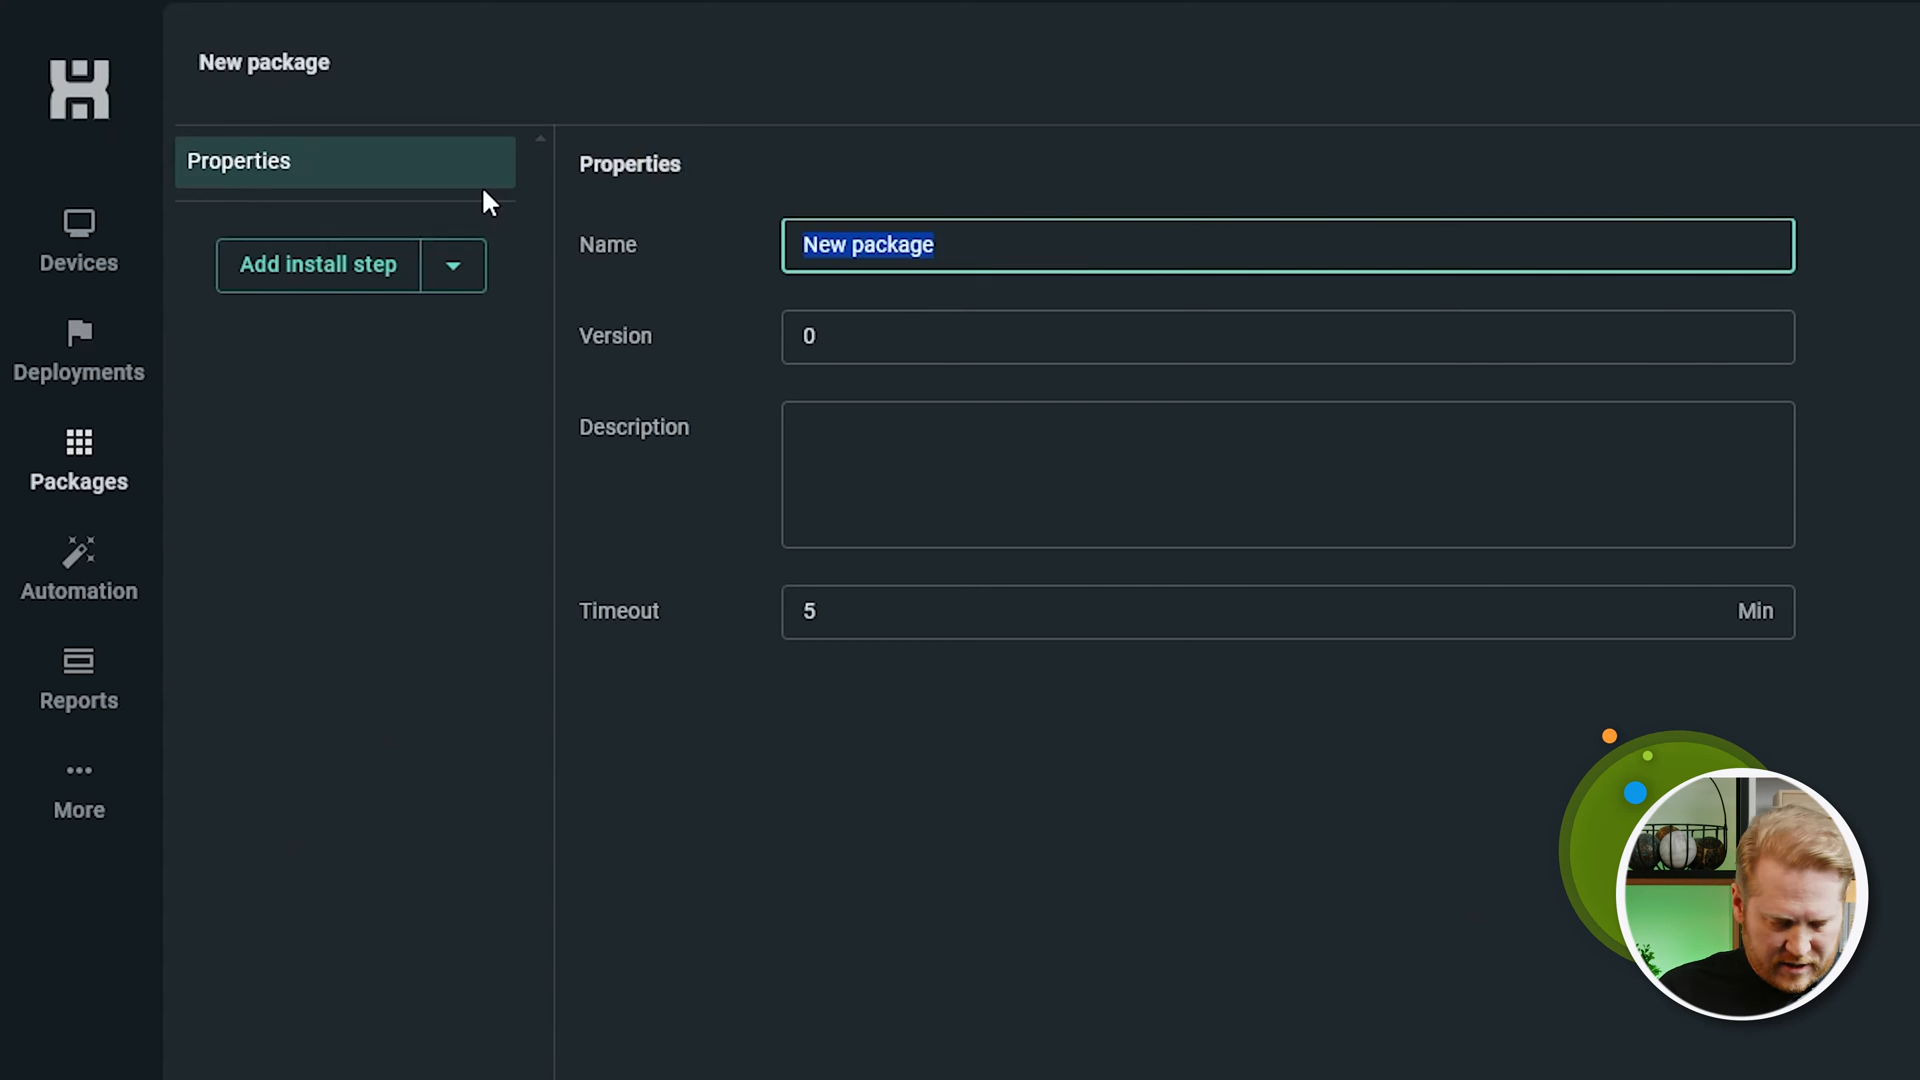 New package
Properties
Add install step
Devices
Deployments
Packages
Automation
Reports
More
Properties
Name
New package
Version
0
Description
Timeout
5
Min